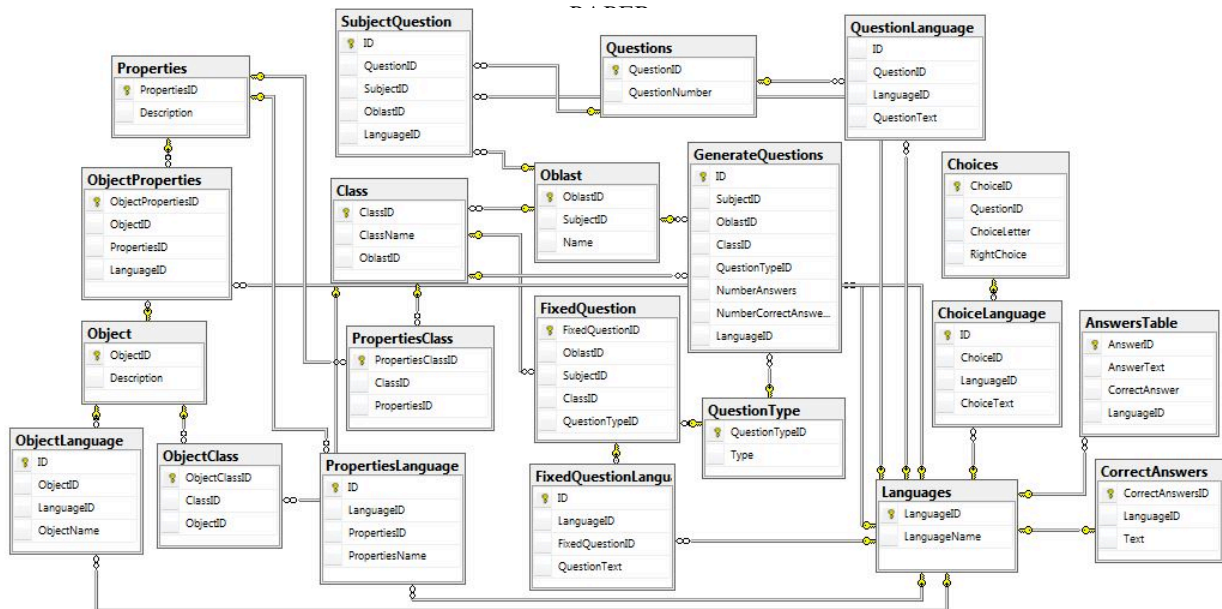 SubjectQuestion
ID
QuestionID
SubjectID
OblastID
LanguageID
Questions
QuestionID
QuestionNumber
QuestionLanguage
ID
QuestionID
LanguageID
QuestionText
Properties
PropertiesID
Description
ObjectProperties
ObjectPropertiesID
ObjectID
PropertiesID
LanguageID
Class
ClassID
ClassName
OblastID
Oblast
OblastID
SubjectID
Name
GenerateQuestions
ID
SubjectID
OblastID
ClassID
QuestionTypeID
NumberAnswers
NumberCorrectAnswe...
LanguageID
Choices
ChoiceID
QuestionID
ChoiceLetter
RightChoice
Object
ObjectID
Description
PropertiesClass
PropertiesClassID
ClassID
PropertiesID
FixedQuestion
FixedQuestionID
OblastID
SubjectID
ClassID
QuestionTypeID
ChoiceLanguage
ID
ChoiceID
LanguageID
ChoiceText
AnswersTable
AnswerID
AnswerText
CorrectAnswer
LanguageID
QuestionType
QuestionTypeID
Type
ObjectLanguage
ID
ObjectID
LanguageID
ObjectName
ObjectClass
ObjectClassID
ClassID
ObjectID
PropertiesLanguage
ID
LanguageID
PropertiesID
PropertiesName
FixedQuestionLangua
ID
LanguageID
FixedQuestionID
QuestionText
Languages
LanguageID
LanguageName
CorrectAnswers
CorrectAnswersID
LanguageID
Text